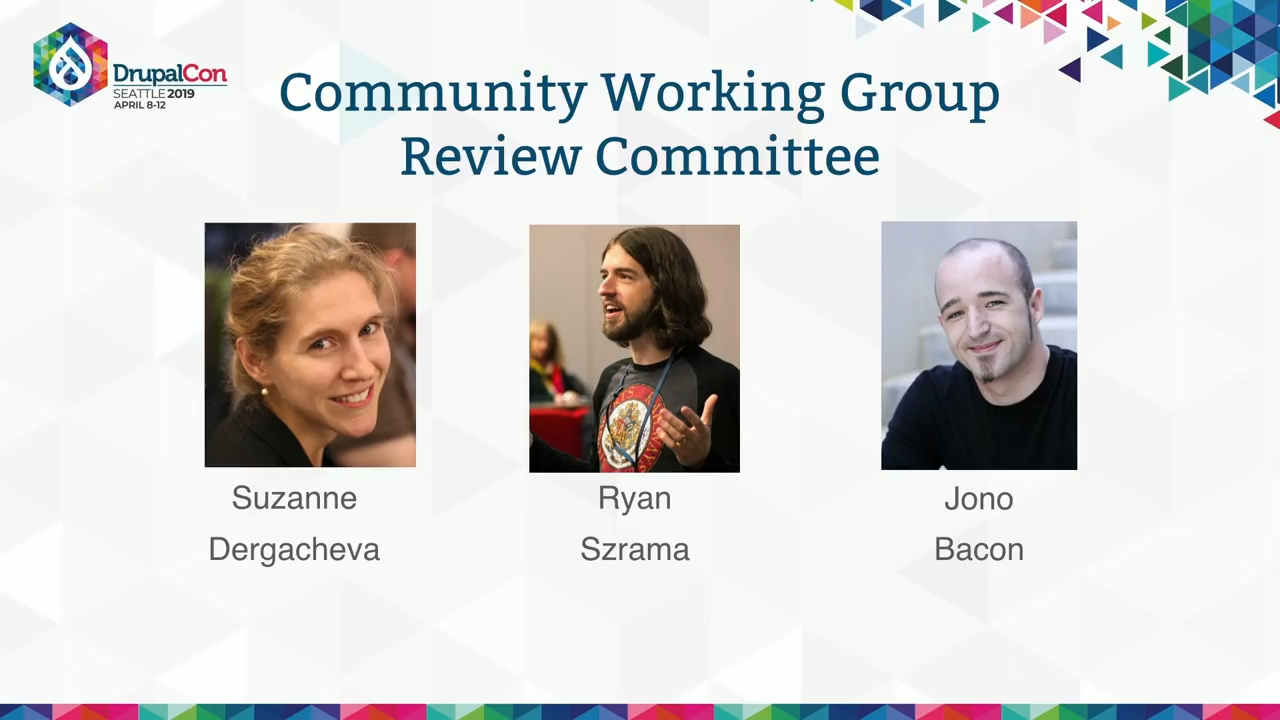 DrupalCon
SEATTLE 2019
APRIL 8-12
Community Working Group
Review Committee
Suzanne
Dergacheva
Ryan
Szrama
Jono
Bacon